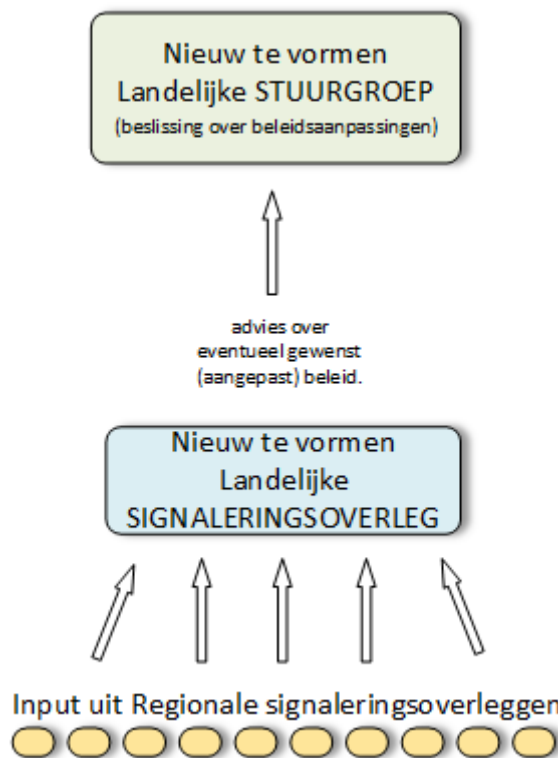 Nieuw te vormen
Landelijke STUURGROEP
(beslissing over beleidsaanpassingen)
advies over
eventueel gewenst
(aangepast) beleid.
Nieuw te vormen
Landelijke
SIGNALERINGSOVERLEG
Input uit Regionale signaleringsoverleggen